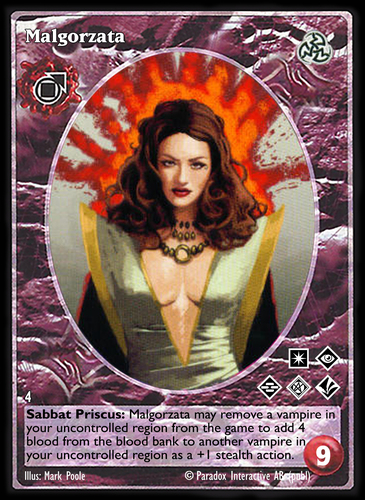 Malgorzata
4
Sabbat Priscus: Malgorzata may remove a vampire in
your uncontrolled region from the game to add 4
blood from the blood bank to another vampire in
your uncontrolled region as a +1 stealth action.
9
Illus: Mark Poole © Paradox Interactive AB (publ)